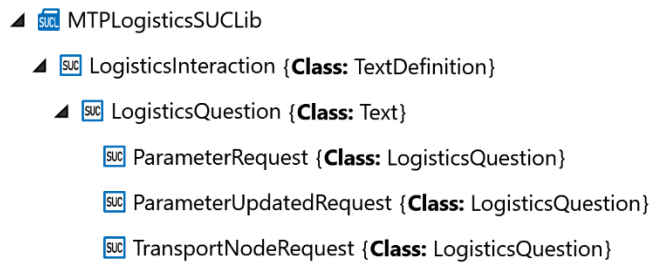 SUCL MTPLogisticsSUCLib
SUC LogisticsInteraction {Class: TextDefinition}
SUC LogisticsQuestion {Class: Text}
SUC ParameterRequest {Class: LogisticsQuestion}
SUC ParameterUpdatedRequest {Class: LogisticsQuestion}
SUC TransportNodeRequest {Class: LogisticsQuestion}